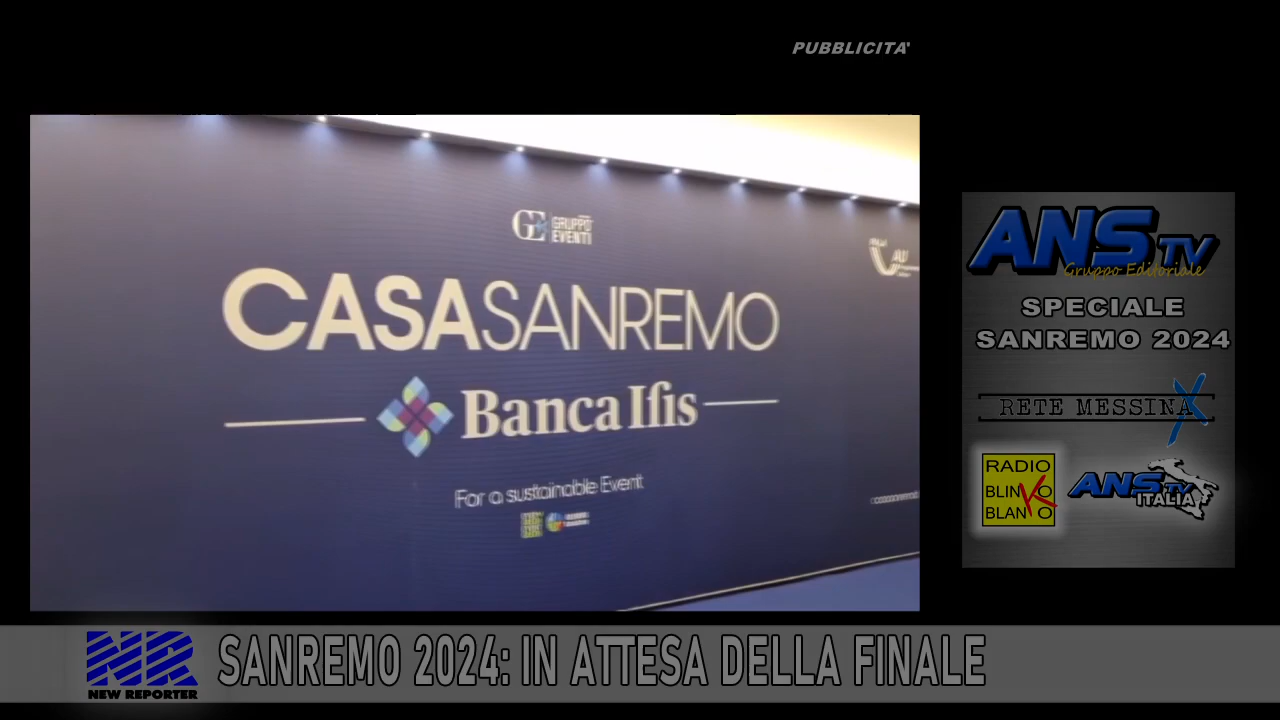 PUBBLICITA'
GE GRUPPO
EVENTI
CASASANREMO
Banca Ifis
For a sustainable Event
ANS TV
Gruppo Editoriale
SPECIALE
SANREMO 2024
RETE MESSINA
RADIO
BLINKO
BLANKO
ANS TV
ITALIA
NR
NEW REPORTER
SANREMO 2024: IN ATTESA DELLA FINALE